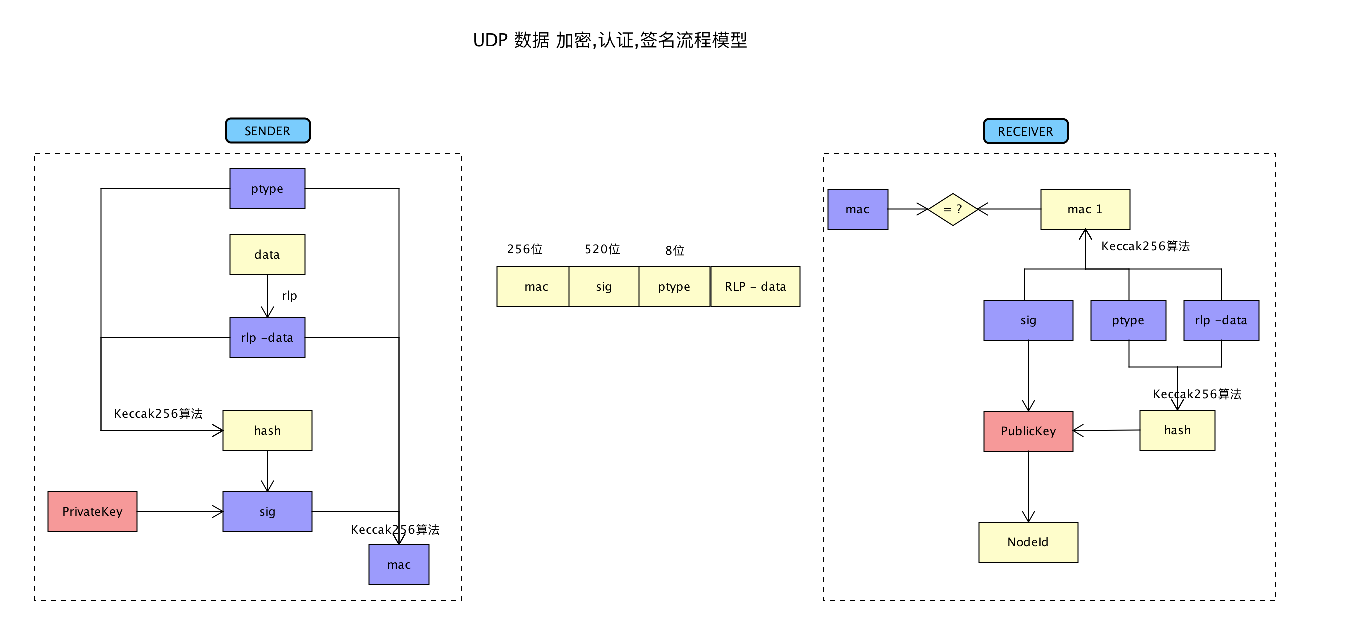 UDP 数据 加密,认证,签名流程模型
SENDER
ptype
data
rlp
rlp -data
Keccak256算法
hash
PrivateKey
sig
Keccak256算法
mac
256位
520位
8位
mac
sig
ptype
RLP - data
RECEIVER
mac
= ?
mac 1
Keccak256算法
sig
ptype
rlp -data
Keccak256算法
PublicKey
hash
NodeId